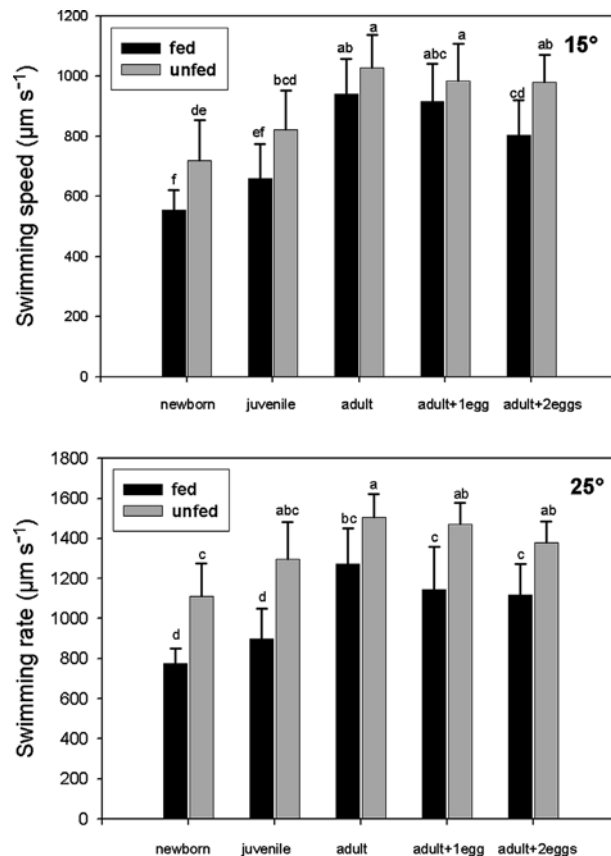 1200
1000
800
600
400
200
0
Swimming speed (µm s⁻¹)
fed
unfed
15°
f
de
ef
bcd
ab
a
abc
a
cd
ab
newborn juvenile adult adult+1egg adult+2eggs
1800
1600
1400
1200
1000
800
600
400
200
0
Swimming rate (µm s⁻¹)
fed
unfed
25°
d
c
d
abc
bc
a
c
ab
c
ab
newborn juvenile adult adult+1egg adult+2eggs